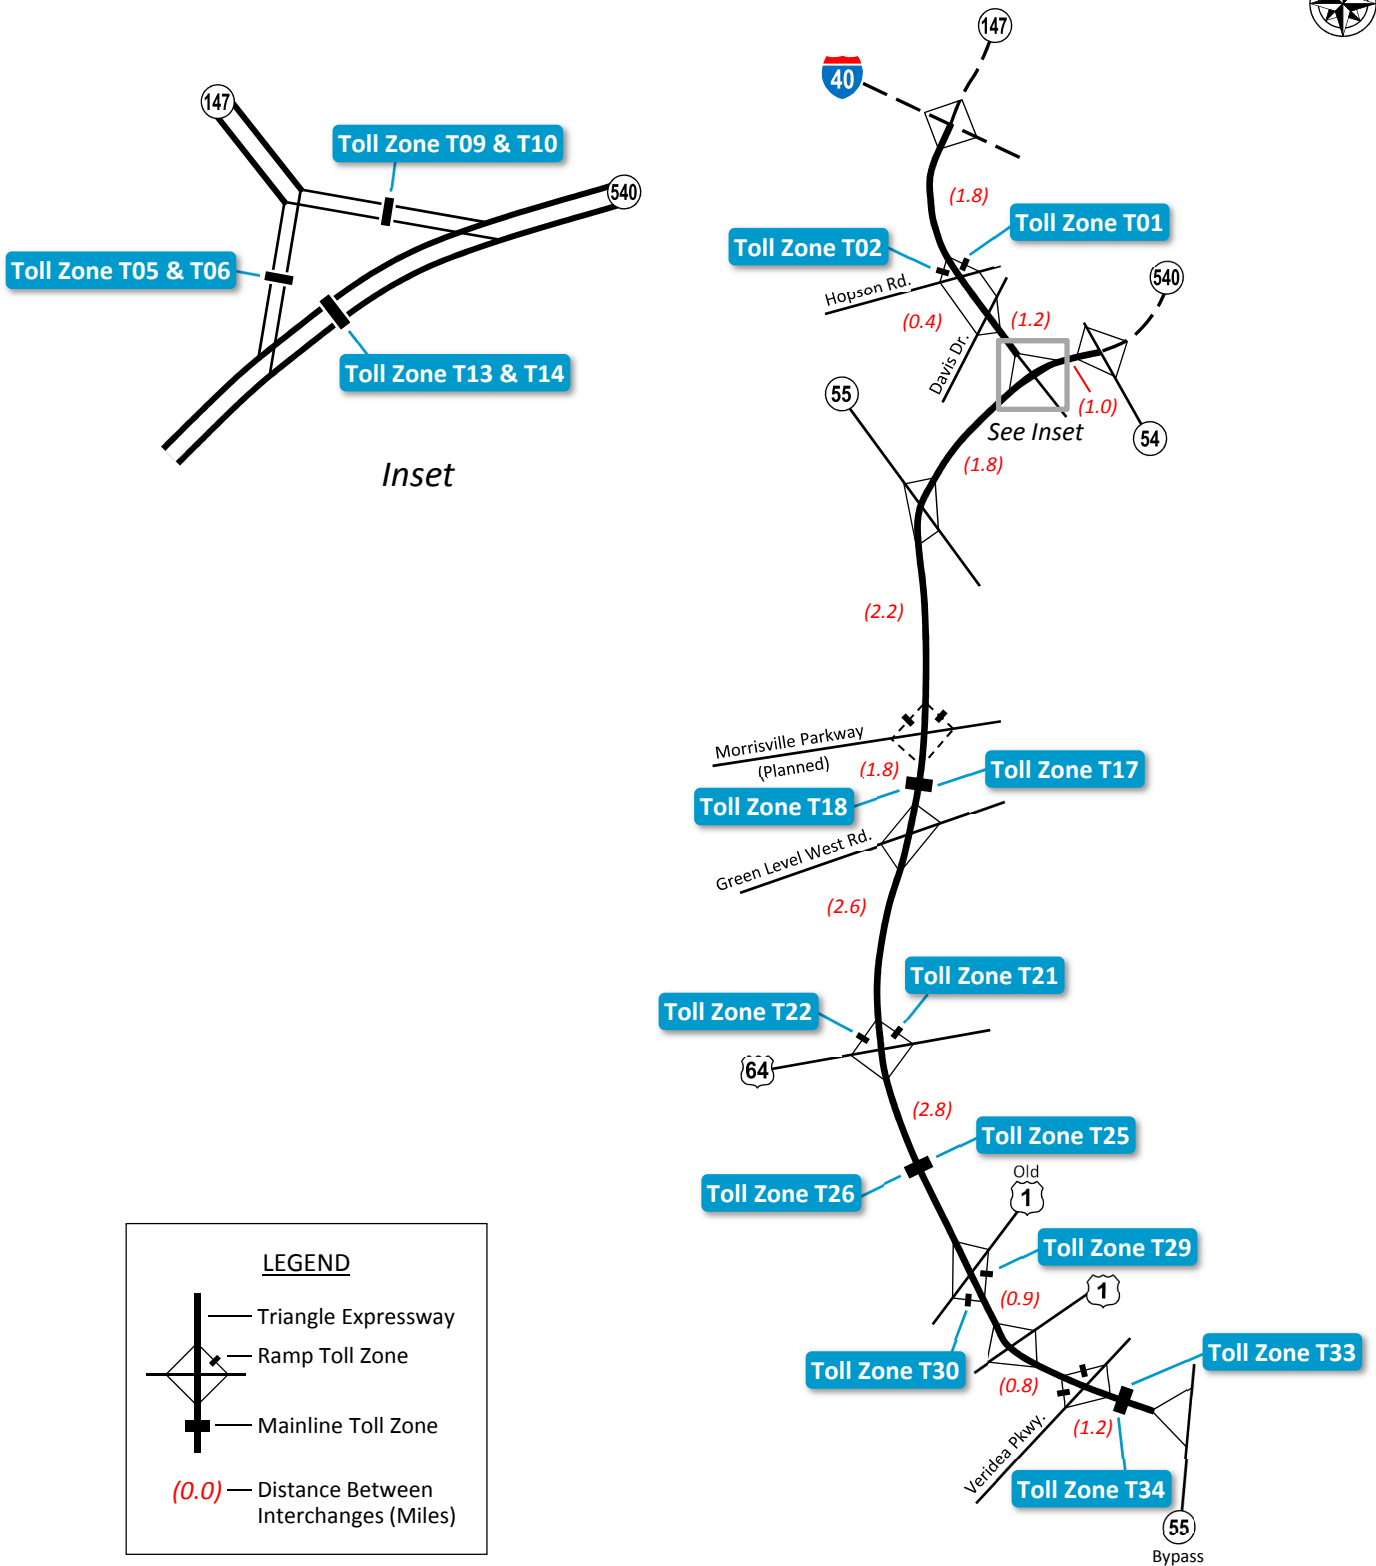 147
40
147
Toll Zone T09 & T10
540
(1.8)
Toll Zone T01
Toll Zone T02
Toll Zone T05 & T06
Hopson Rd.
540
(0.4)
(1.2)
Davis Dr.
Toll Zone T13 & T14
55
(1.0)
See Inset
54
Inset
(1.8)
(2.2)
Morrisville Parkway
(Planned)
(1.8)
Toll Zone T17
Toll Zone T18
Green Level West Rd.
(2.6)
Toll Zone T21
Toll Zone T22
64
(2.8)
Toll Zone T25
Old
1
Toll Zone T26
Toll Zone T29
1
(0.9)
Toll Zone T30
Toll Zone T33
(0.8)
(1.2)
Veridea Pkwy.
Toll Zone T34
55
Bypass
LEGEND
Triangle Expressway
Ramp Toll Zone
Mainline Toll Zone
(0.0)
Distance Between
Interchanges (Miles)